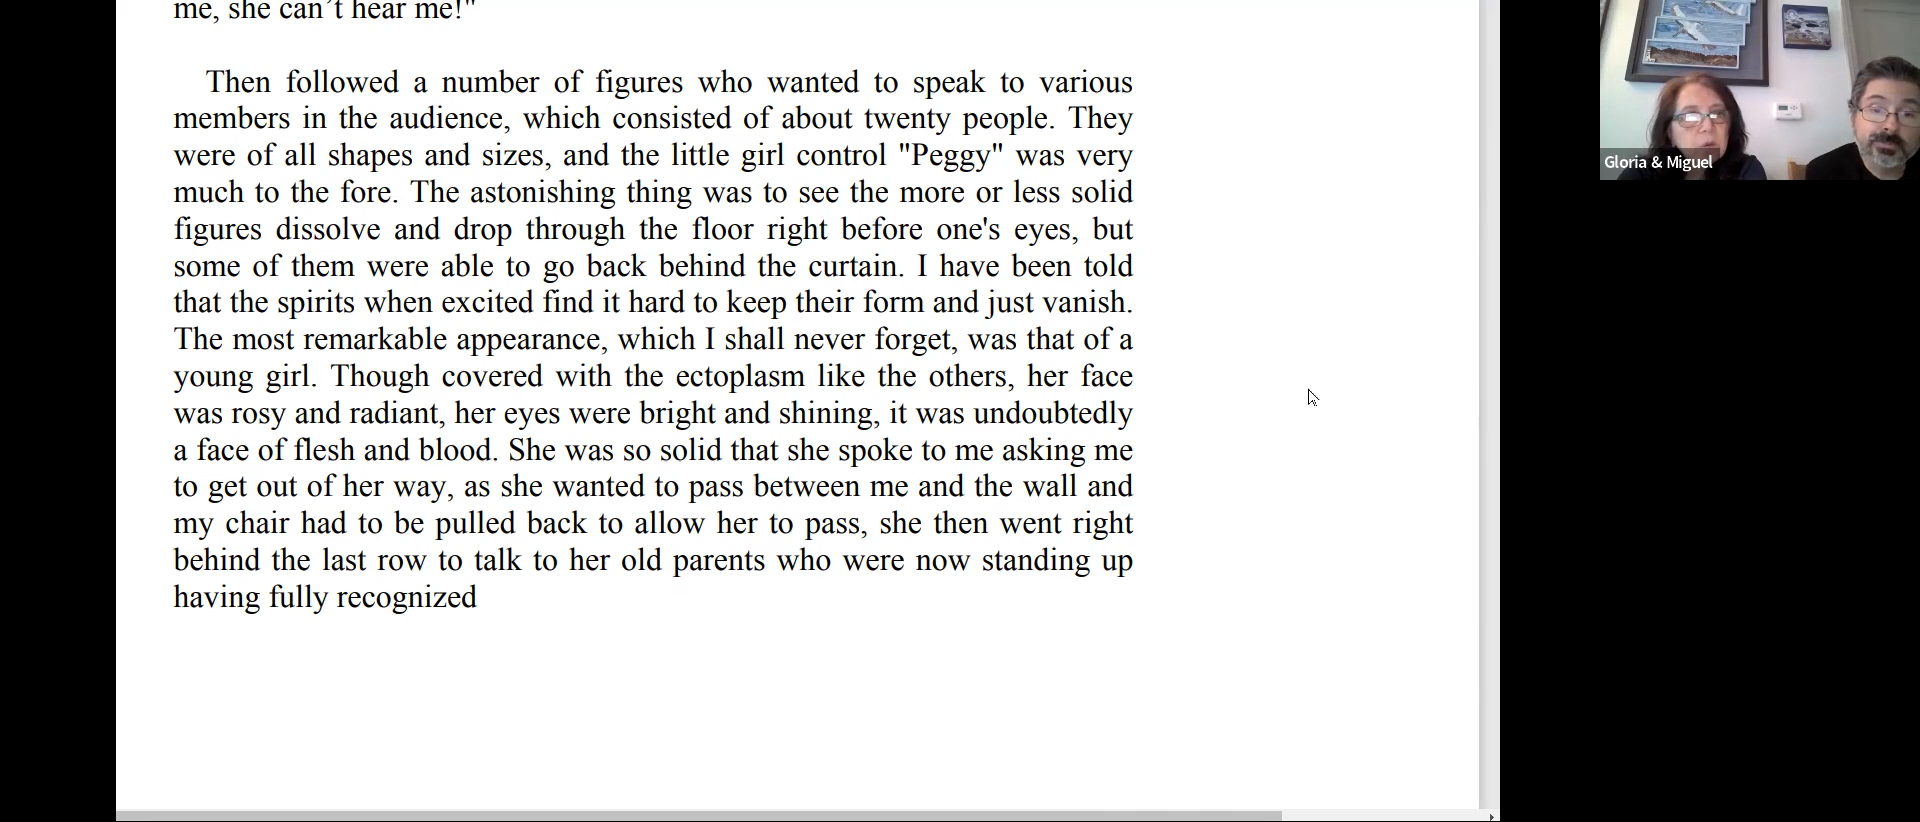 me, she can’t hear me!"
Then followed a number of figures who wanted to speak to various
members in the audience, which consisted of about twenty people. They
were of all shapes and sizes, and the little girl control "Peggy" was very
much to the fore. The astonishing thing was to see the more or less solid
figures dissolve and drop through the floor right before one's eyes, but
some of them were able to go back behind the curtain. I have been told
that the spirits when excited find it hard to keep their form and just vanish.
The most remarkable appearance, which I shall never forget, was that of a
young girl. Though covered with the ectoplasm like the others, her face
was rosy and radiant, her eyes were bright and shining, it was undoubtedly
a face of flesh and blood. She was so solid that she spoke to me asking me
to get out of her way, as she wanted to pass between me and the wall and
my chair had to be pulled back to allow her to pass, she then went right
behind the last row to talk to her old parents who were now standing up
having fully recognized
Gloria & Miguel